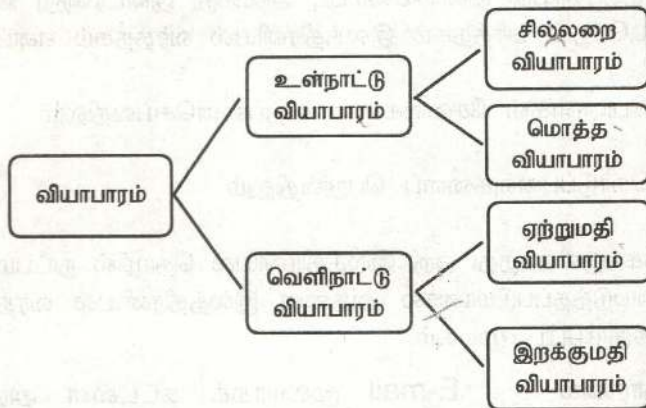 சில்லறை
வியாபாரம்
உள்நாட்டு
வியாபாரம்
மொத்த
வியாபாரம்
வியாபாரம்
ஏற்றுமதி
வியாபாரம்
வெளிநாட்டு
வியாபாரம்
இறக்குமதி
வியாபாரம்